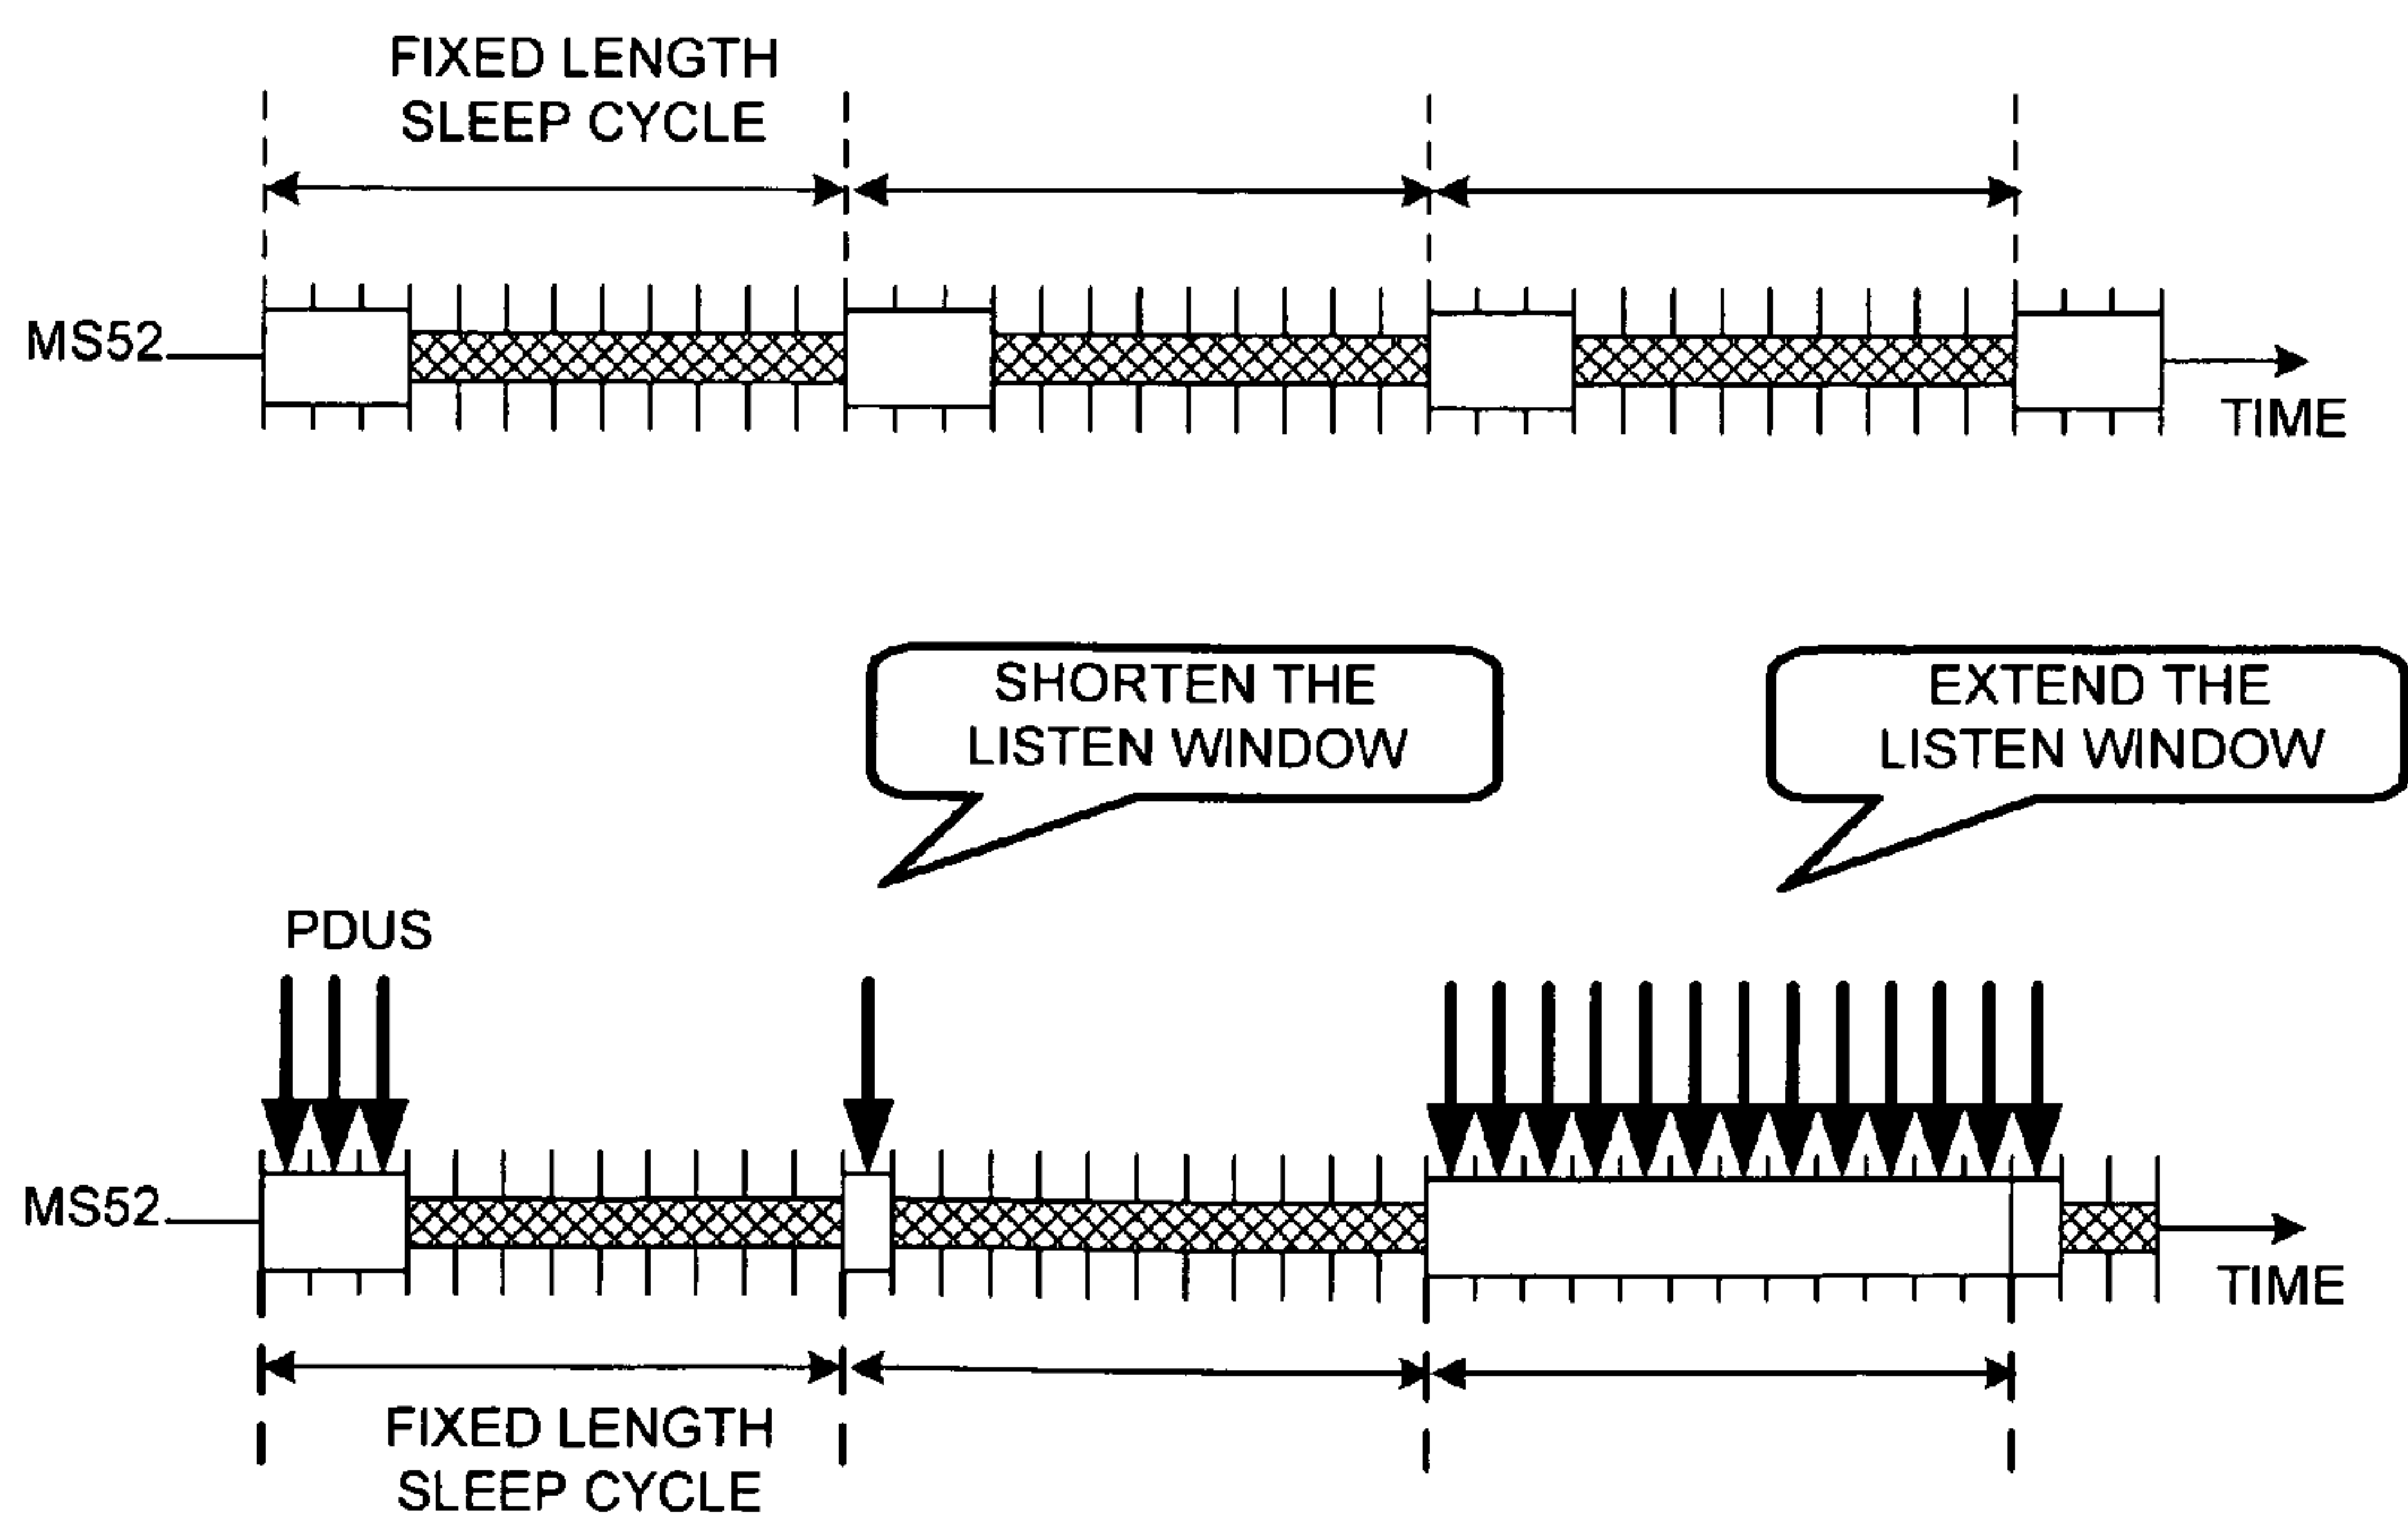 FIXED LENGTH
SLEEP CYCLE
MS52
TIME
SHORTEN THE
LISTEN WINDOW
EXTEND THE
LISTEN WINDOW
PDUS
MS52
TIME
FIXED LENGTH
SLEEP CYCLE